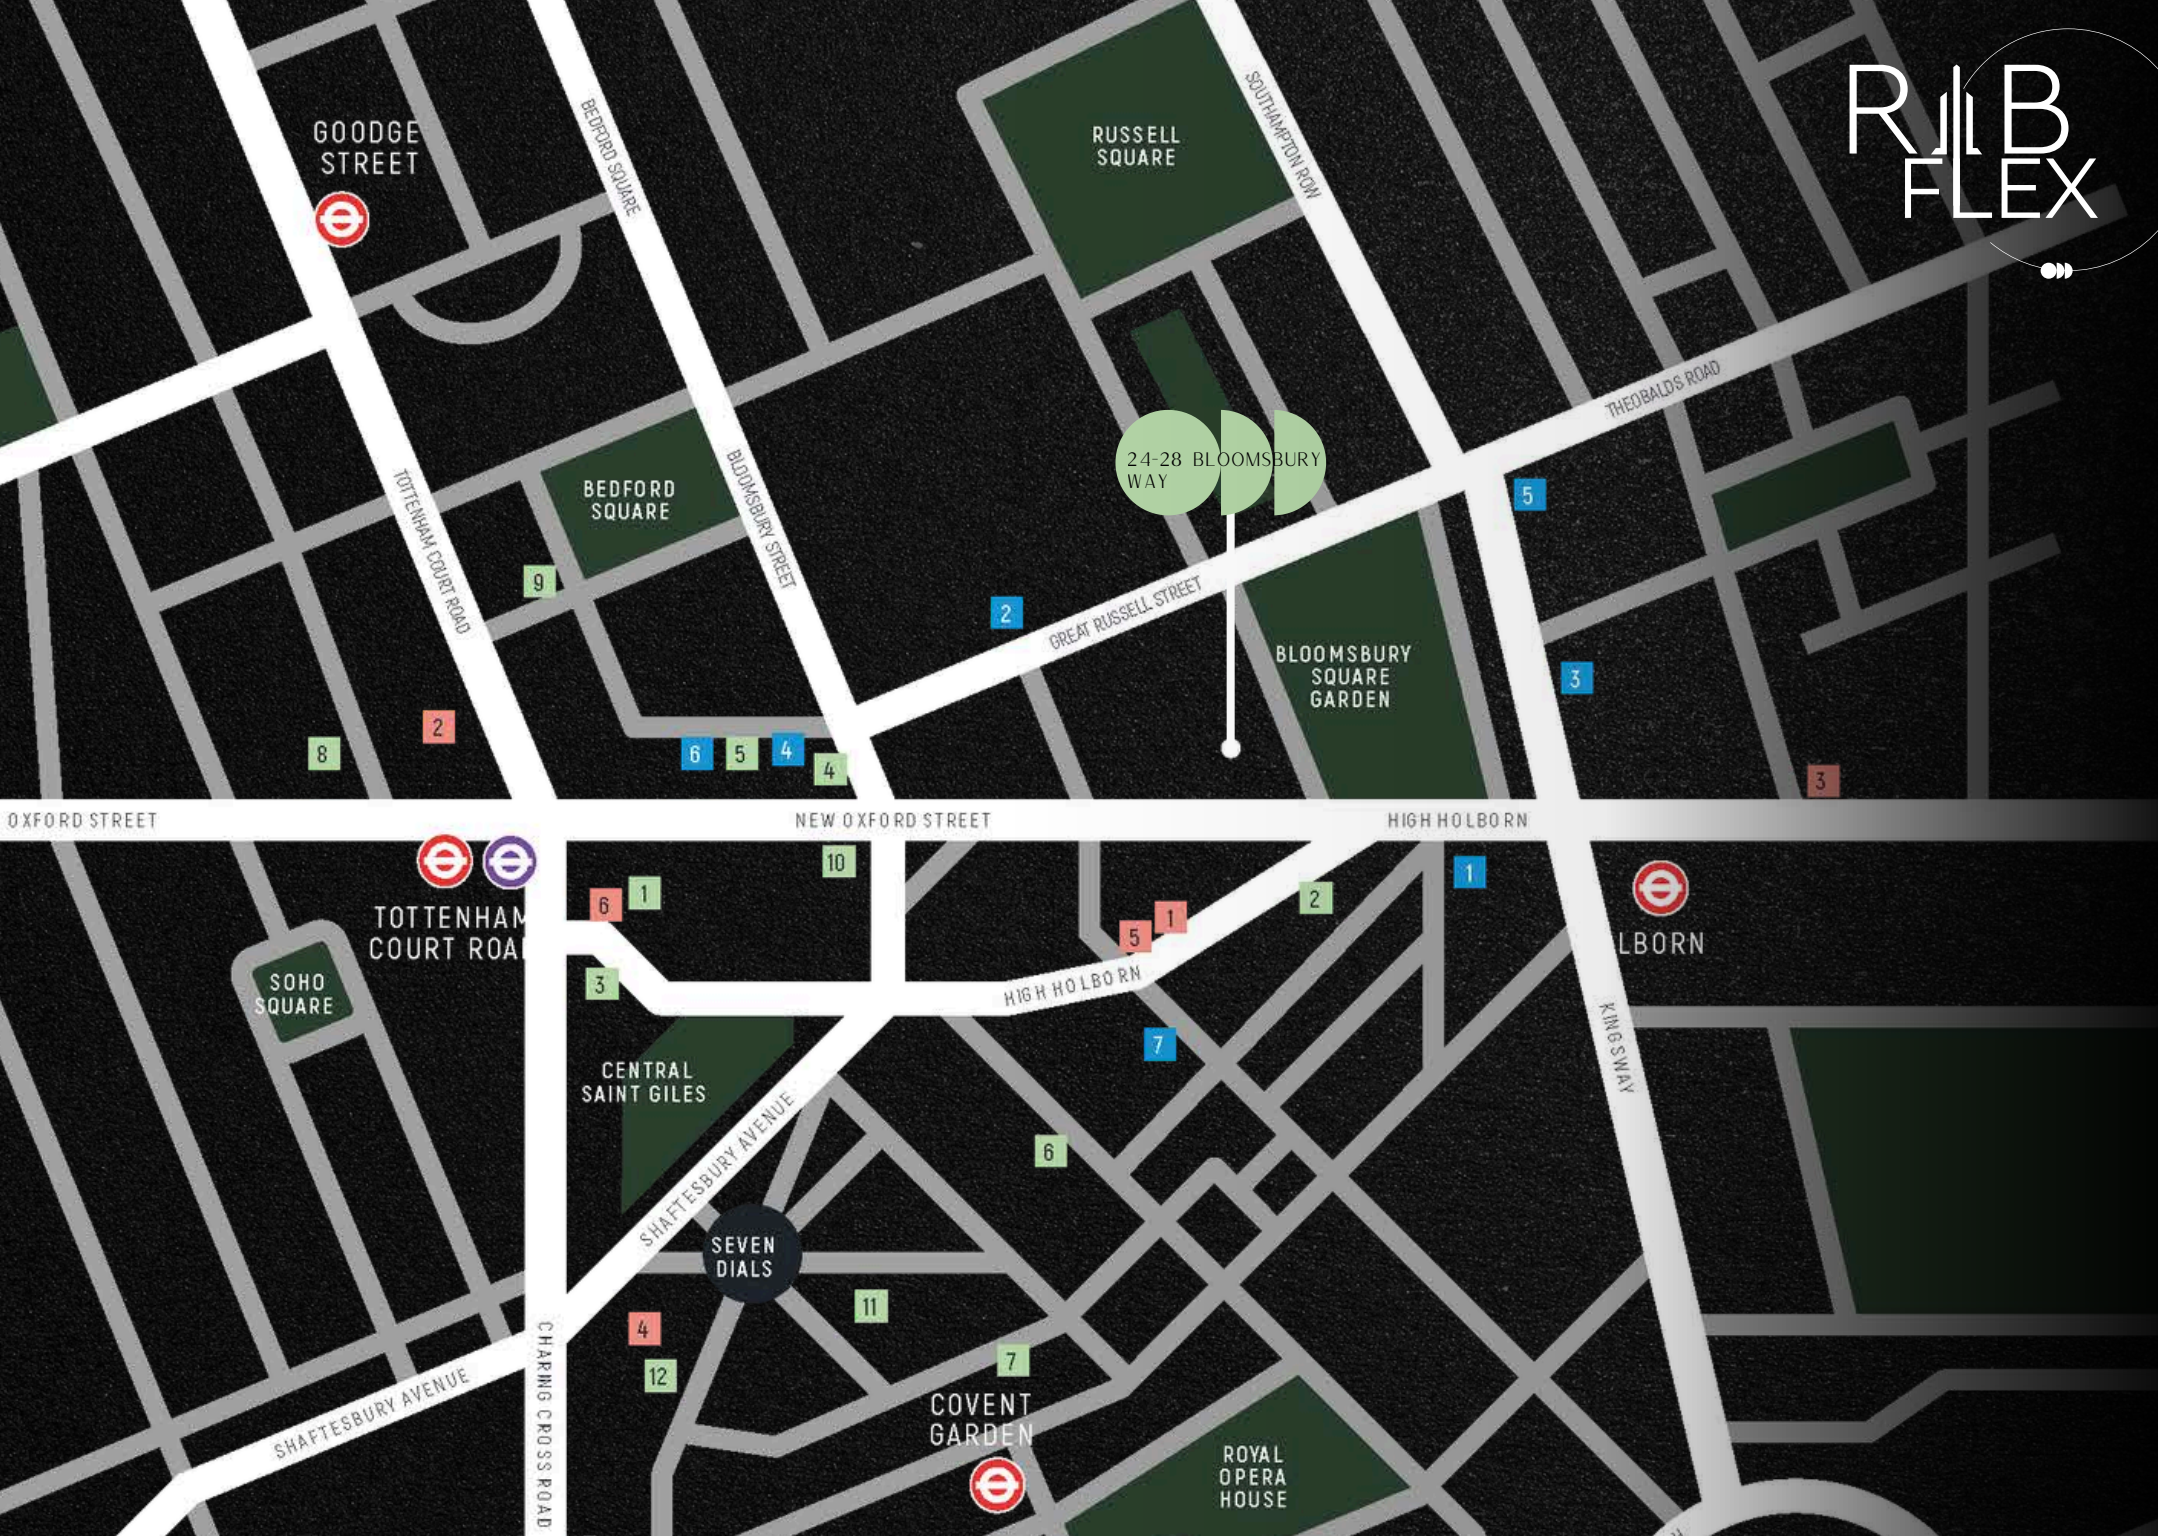 R B
FLEX
GOODGE
STREET
BEDFORD SQUARE
RUSSELL
SQUARE
SOUTHAMPTON ROW
THEOBALDS ROAD
24-28 BLOOMSBURY
WAY
BEDFORD
SQUARE
TOTTENHAM COURT ROAD
BLOOMSBURY STREET
5
9
2
GREAT RUSSELL STREET
BLOOMSBURY
SQUARE
GARDEN
3
2
8
6
5
4
4
3
OXFORD STREET
NEW OXFORD STREET
HIGH HOLBORN
10
1
6
1
2
1
5
TOTTENHAM
COURT ROA
LBORN
3
HIGH HOLBORN
SOHO
SQUARE
KINGSWAY
7
CENTRAL
SAINT GILES
SHAFTESBURY AVENUE
6
SEVEN
DIALS
11
4
12
7
CHARING CROSS ROAD
SHAFTESBURY AVENUE
COVENT
GARDEN
ROYAL
OPERA
HOUSE